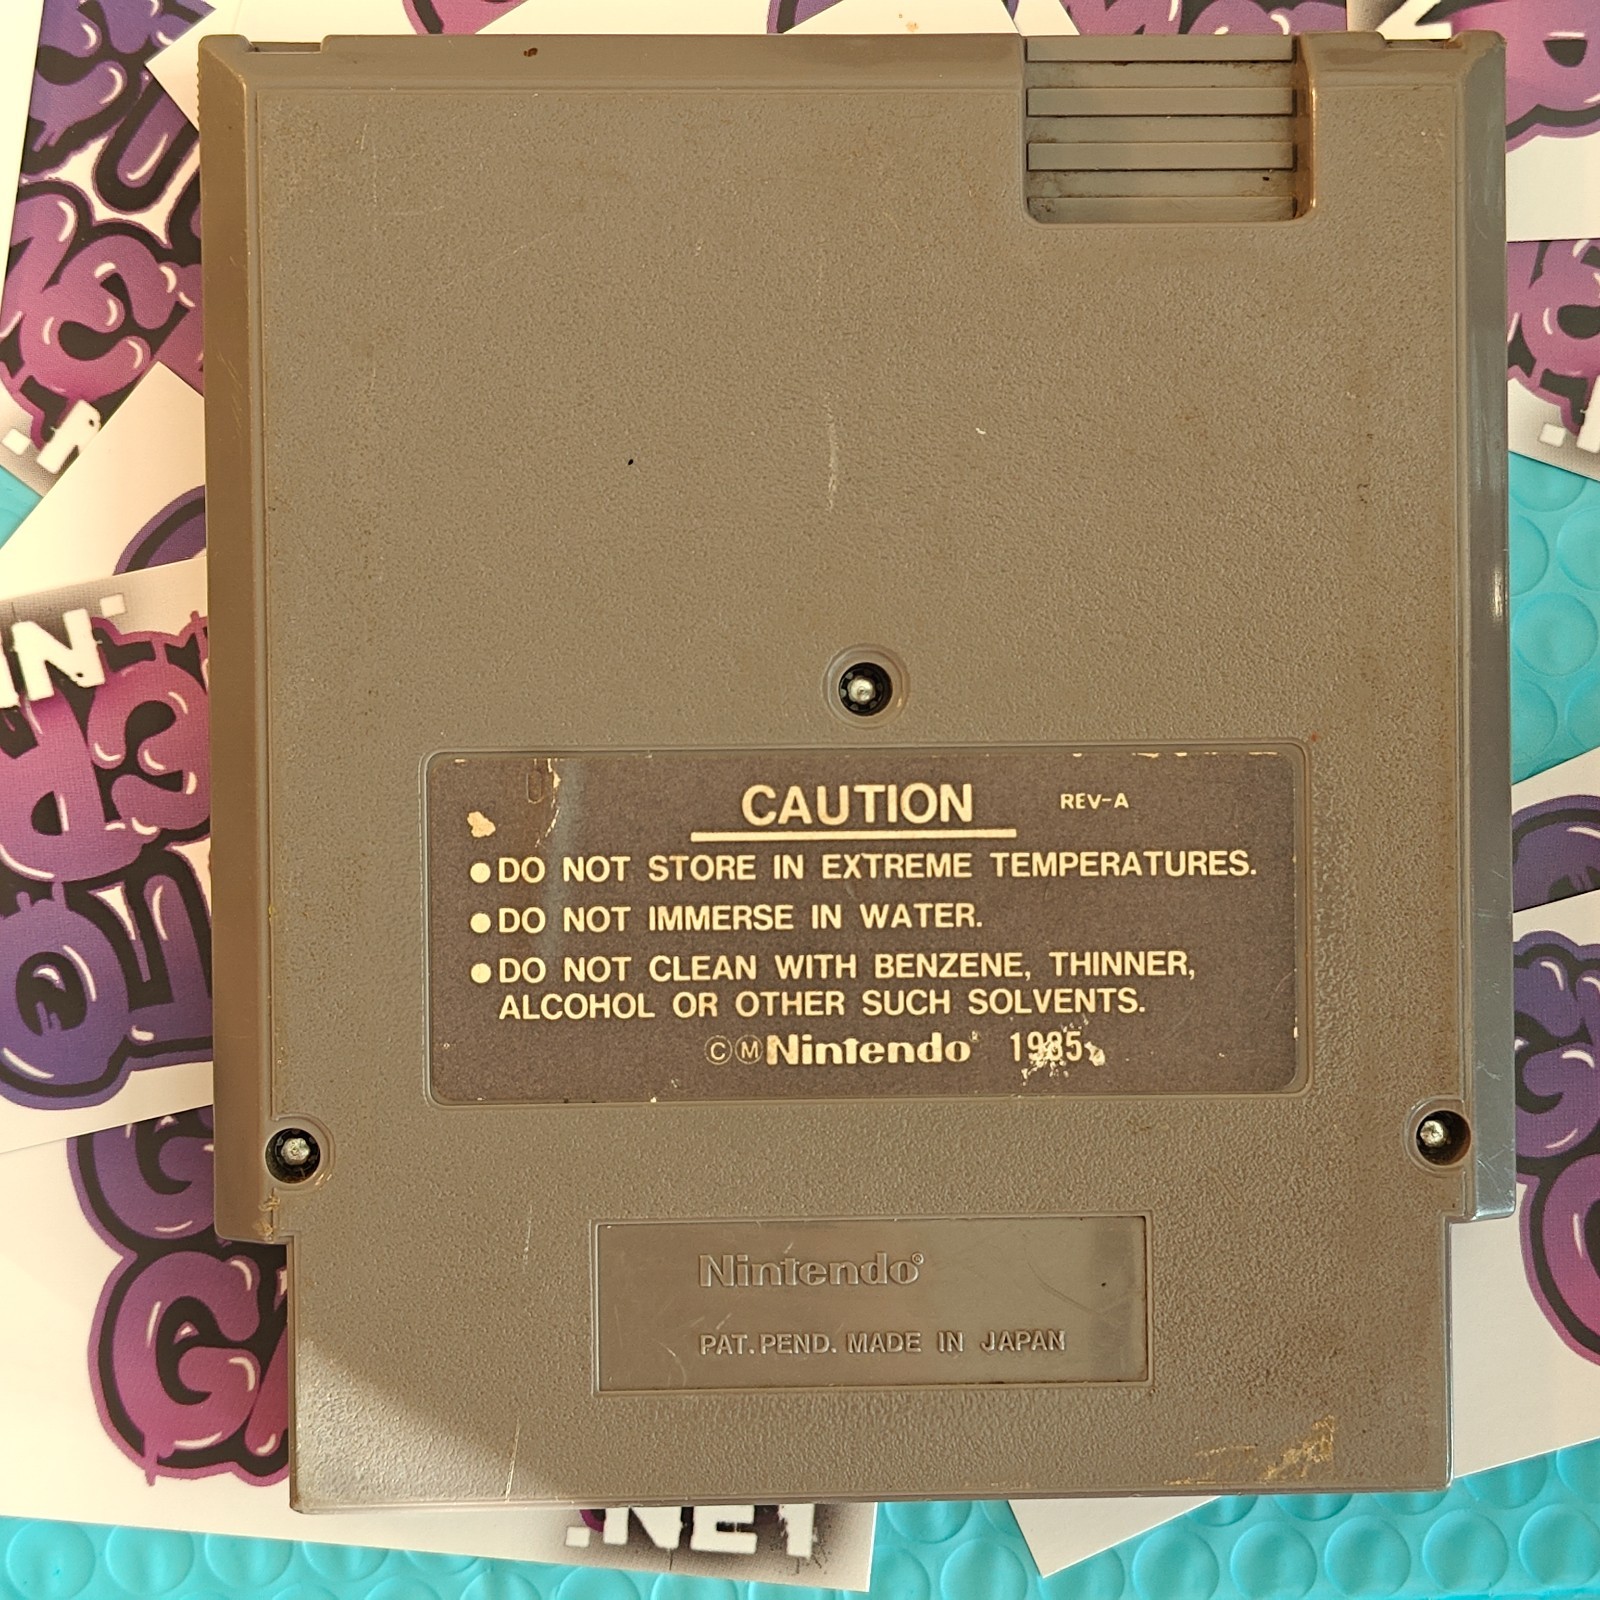 CAUTION REV-A
●DO NOT STORE IN EXTREME TEMPERATURES.
●DO NOT IMMERSE IN WATER.
●DO NOT CLEAN WITH BENZENE, THINNER,
ALCOHOL OR OTHER SUCH SOLVENTS.
ⒸⓂNintendo® 1985
Nintendo®
PAT. PEND. MADE IN JAPAN
.NET